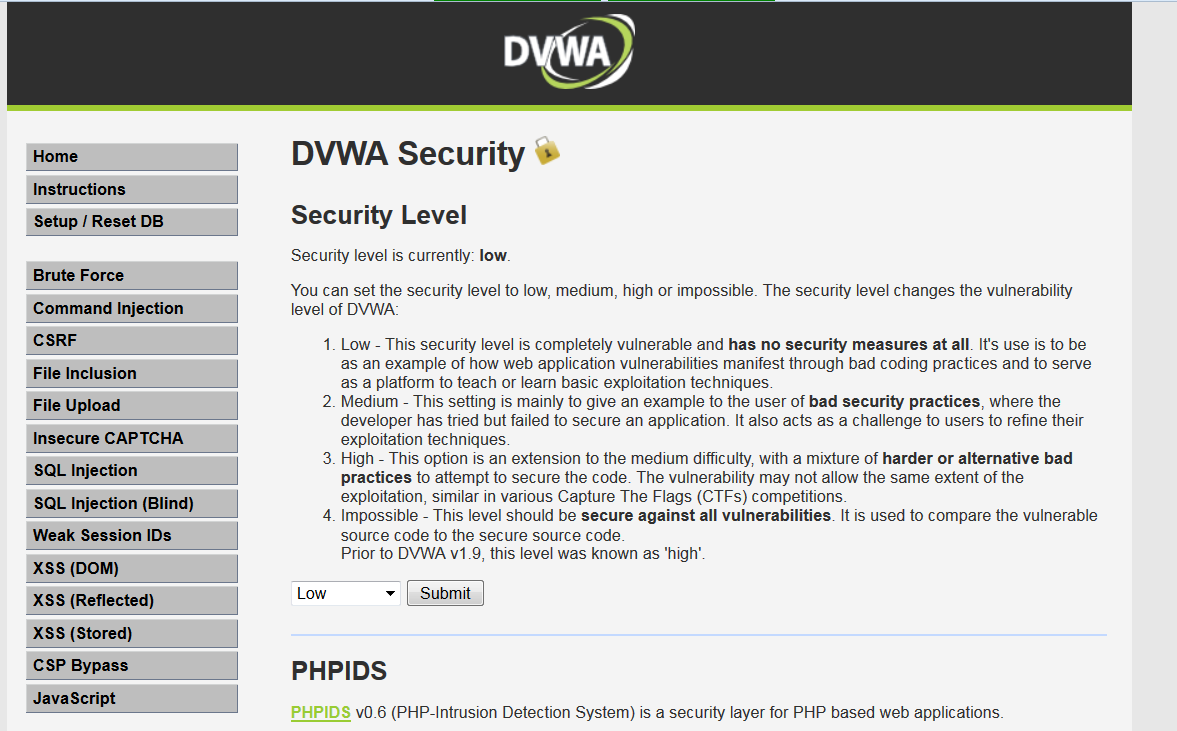 DVWA
Home
Instructions
Setup / Reset DB
Brute Force
Command Injection
CSRF
File Inclusion
File Upload
Insecure CAPTCHA
SQL Injection
SQL Injection (Blind)
Weak Session IDs
XSS (DOM)
XSS (Reflected)
XSS (Stored)
CSP Bypass
JavaScript
DVWA Security
Security Level
Security level is currently: low.
You can set the security level to low, medium, high or impossible. The security level changes the vulnerability
level of DVWA:
1. Low - This security level is completely vulnerable and has no security measures at all. It's use is to be
as an example of how web application vulnerabilities manifest through bad coding practices and to serve
as a platform to teach or learn basic exploitation techniques.
2. Medium - This setting is mainly to give an example to the user of bad security practices, where the
developer has tried but failed to secure an application. It also acts as a challenge to users to refine their
exploitation techniques.
3. High - This option is an extension to the medium difficulty, with a mixture of harder or alternative bad
practices to attempt to secure the code. The vulnerability may not allow the same extent of the
exploitation, similar in various Capture The Flags (CTFs) competitions.
4. Impossible - This level should be secure against all vulnerabilities. It is used to compare the vulnerable
source code to the secure source code.
Prior to DVWA v1.9, this level was known as 'high'.
Low
Submit
PHPIDS
PHPIDS v0.6 (PHP-Intrusion Detection System) is a security layer for PHP based web applications.